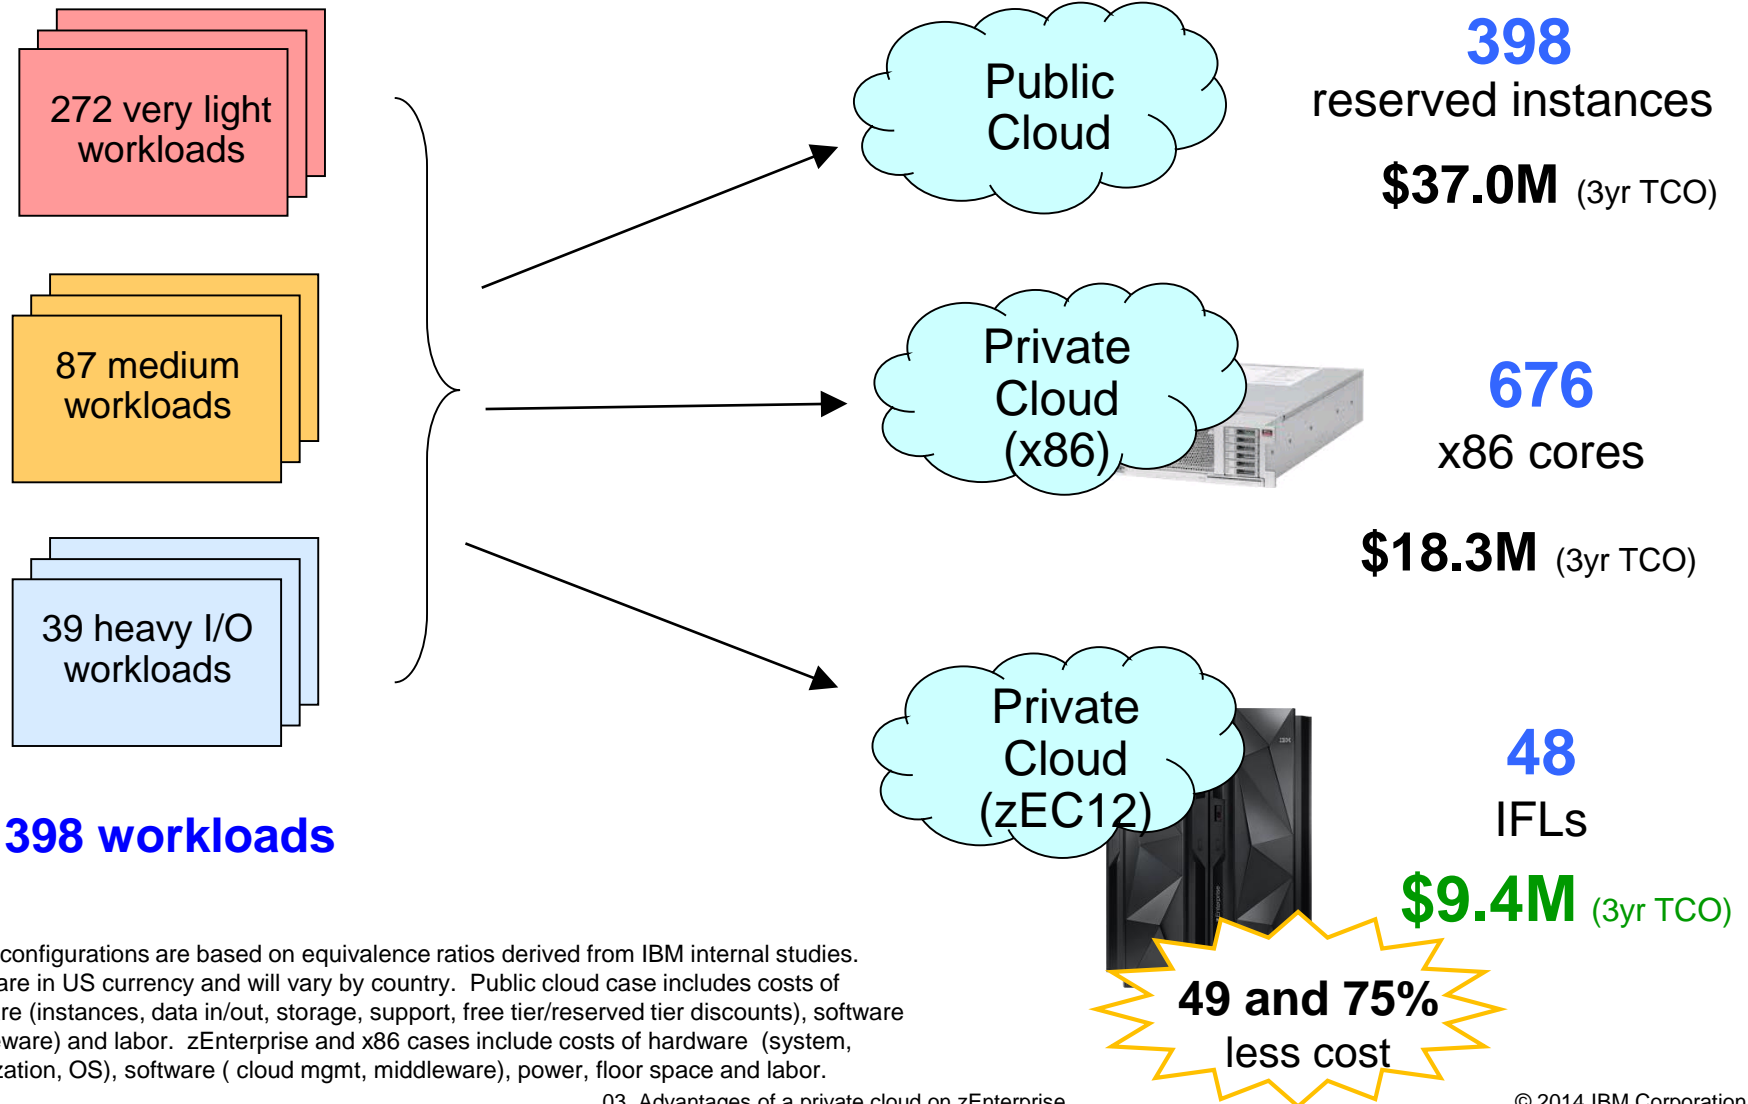 272 very light
workloads
87 medium
workloads
39 heavy I/O
workloads
398 workloads
Public
Cloud
398
reserved instances
$37.0M (3yr TCO)
Private
Cloud
(x86)
676
x86 cores
$18.3M (3yr TCO)
Private
Cloud
(zEC12)
48
IFLs
$9.4M (3yr TCO)
49 and 75%
less cost
configurations are based on equivalence ratios derived from IBM internal studies.
are in US currency and will vary by country. Public cloud case includes costs of
re (instances, data in/out, storage, support, free tier/reserved tier discounts), software
ware) and labor. zEnterprise and x86 cases include costs of hardware (system,
zation, OS), software ( cloud mgmt, middleware), power, floor space and labor.
03. Advantages of a private cloud on zEnterprise
© 2014 IBM Corporation